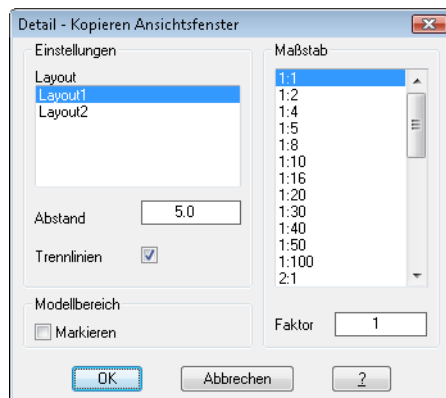 Detail - Kopieren Ansichtsfenster
Einstellungen
Layout
Layout1
Layout2
Abstand
5.0
Trennlinien
Modellbereich
Markieren
Maßstab
1:1
1:2
1:4
1:5
1:8
1:10
1:16
1:20
1:30
1:40
1:50
1:100
2:1
Faktor
1
OK
Abbrechen
?